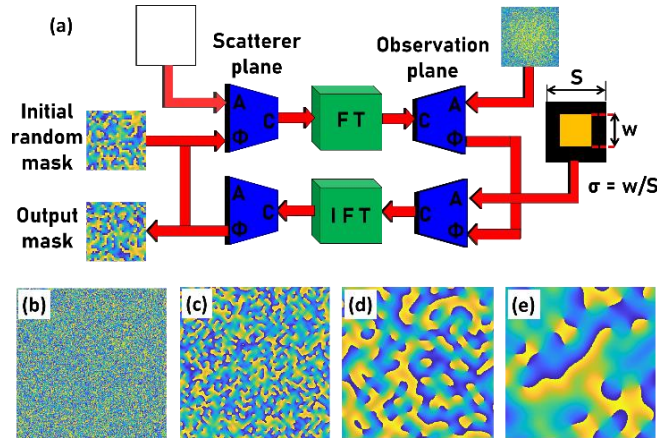 (a)
Scatterer
plane
Observation
plane
Initial
random
mask
Output
mask
A
Φ
C
FT
C
A
Φ
S
w
σ = w/S
A
Φ
C
IFT
C
A
Φ
(b)
(c)
(d)
(e)